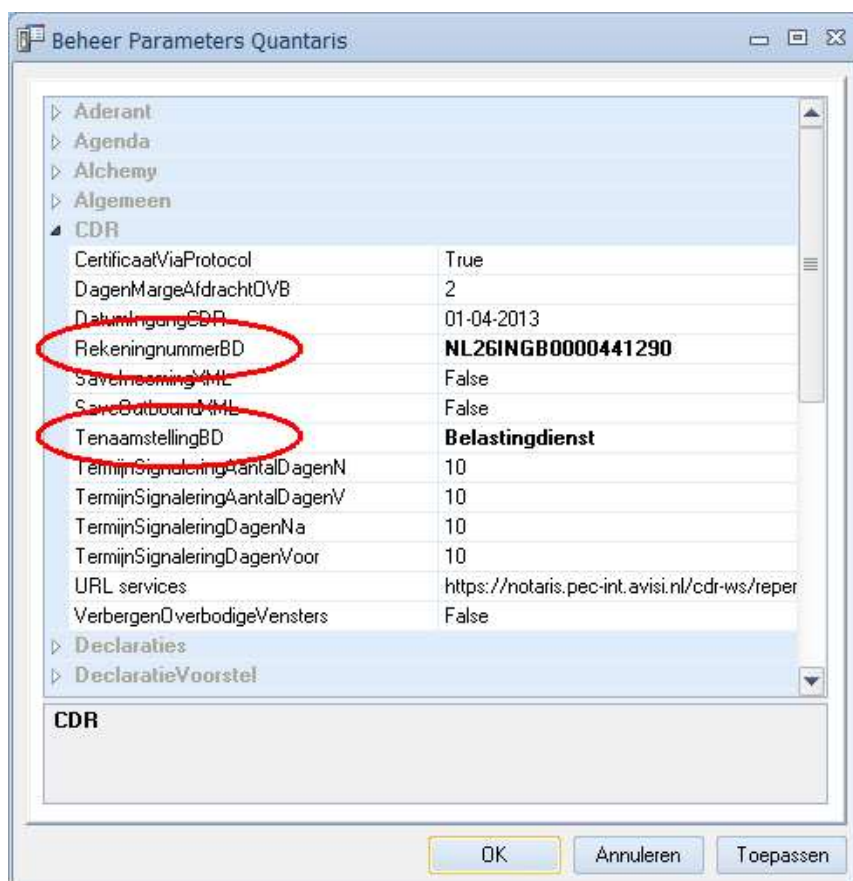 Beheer Parameters Quantaris
Aderant
Agenda
Alchemy
Algemeen
CDR
CertificaatViaProtocol True
DagenMargeAfdrachtOVB 2
DatumIngangCDR 01-04-2013
RekeningnummerBD NL26INGB0000441290
SaveIncomingXML False
SaveOutboundXML False
TenaamstellingBD Belastingdienst
TermijnSignaleringAantalDagenN 10
TermijnSignaleringAantalDagenV 10
TermijnSignaleringDagenNa 10
TermijnSignaleringDagenVoor 10
URL services https://notaris.pec-int.avisi.nl/cdr-ws/reper
VerbergenOverbodigeVensters False
Declaraties
DeclaratieVoorstel
CDR
OK Annuleren Toepassen